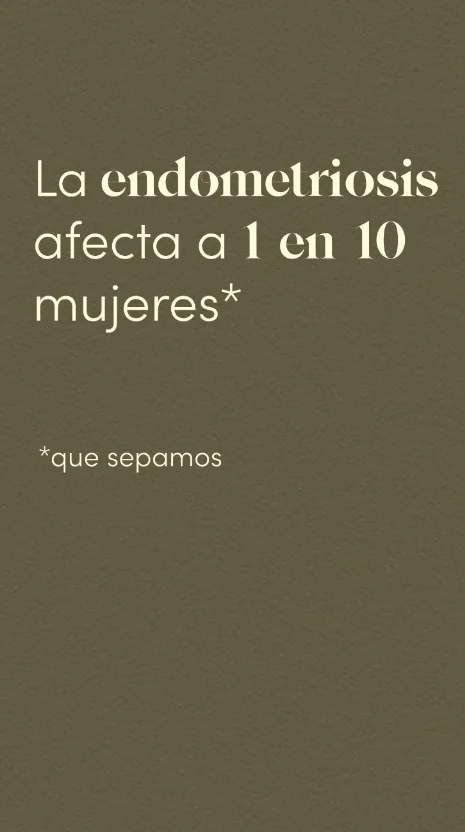 La endometriosis
afecta a 1 en 10
mujeres*
*que sepamos